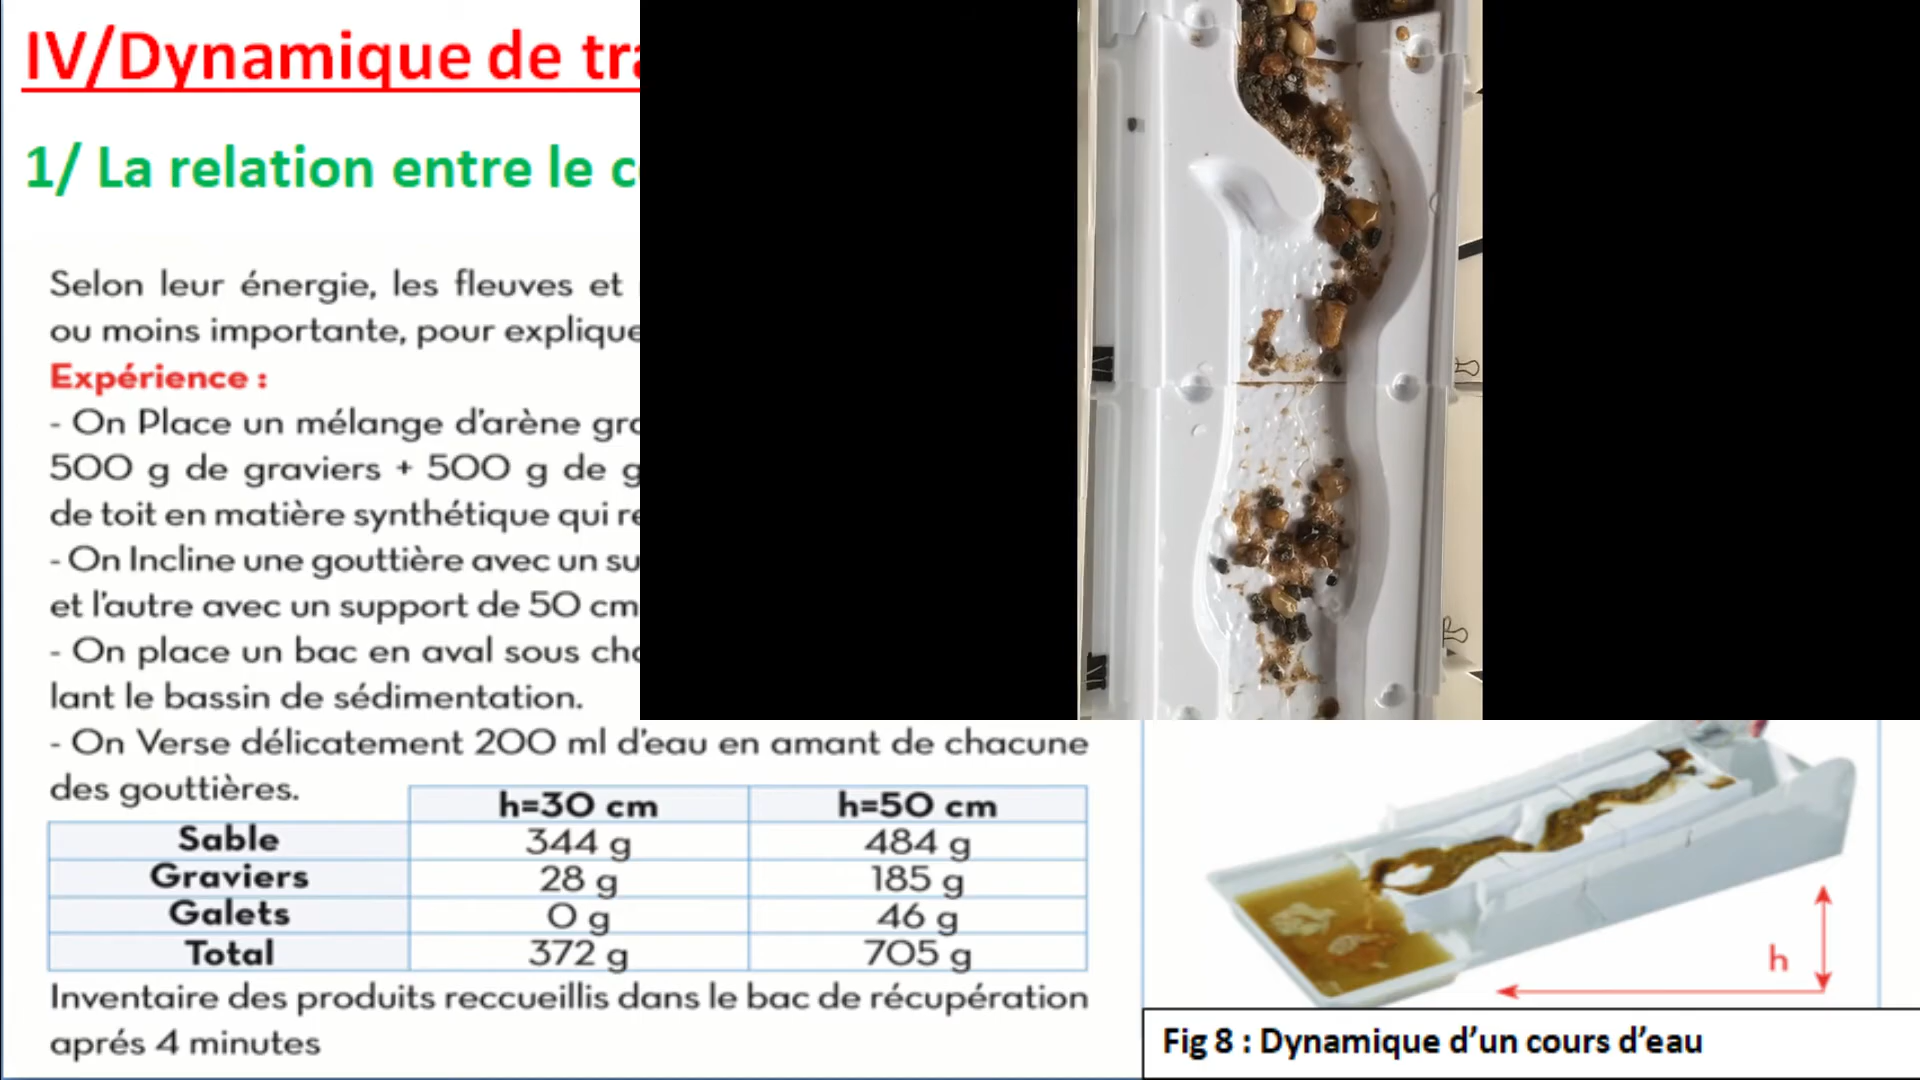 IV/Dynamique de
1/ La relation entre le
Selon leur énergie, les fleuves et
ou moins importante, pour explique
Expérience :
- On Place un mélange d'arène
500 g de graviers + 500 g de
de toit en matière synthétique qui
- On Incline une gouttière avec un
et l'autre avec un support de 50 cm
- On place un bac en aval sous
lant le bassin de sédimentation.
- On Verse délicatement 200 ml d'eau en amant de chacune
des gouttières.
h=30 cm h=50 cm
Sable 344 g 484 g
Graviers 28 g 185 g
Galets 0 g 46 g
Total 372 g 705 g
Inventaire des produits reccueillis dans le bac de récupération
aprés 4 minutes
h
Fig 8 : Dynamique d'un cours d'eau